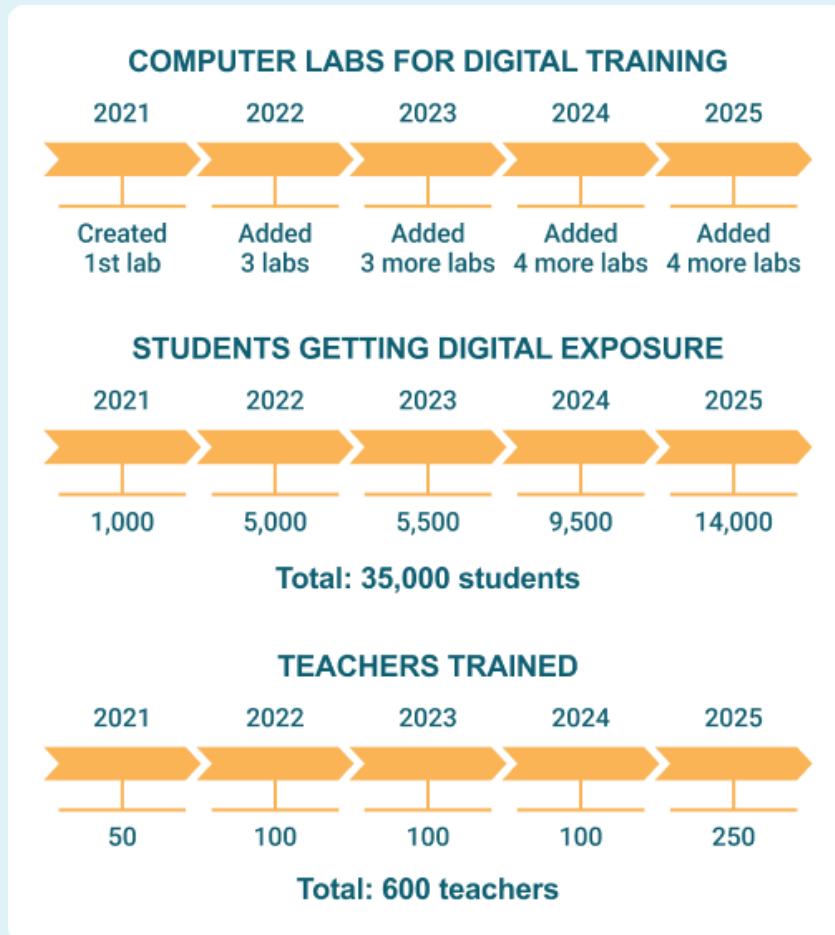 COMPUTER LABS FOR DIGITAL TRAINING
2021 2022 2023 2024 2025
Created Added Added Added Added
1st lab 3 labs 3 more labs 4 more labs 4 more labs
STUDENTS GETTING DIGITAL EXPOSURE
2021 2022 2023 2024 2025
1,000 5,000 5,500 9,500 14,000
Total: 35,000 students
TEACHERS TRAINED
2021 2022 2023 2024 2025
50 100 100 100 250
Total: 600 teachers